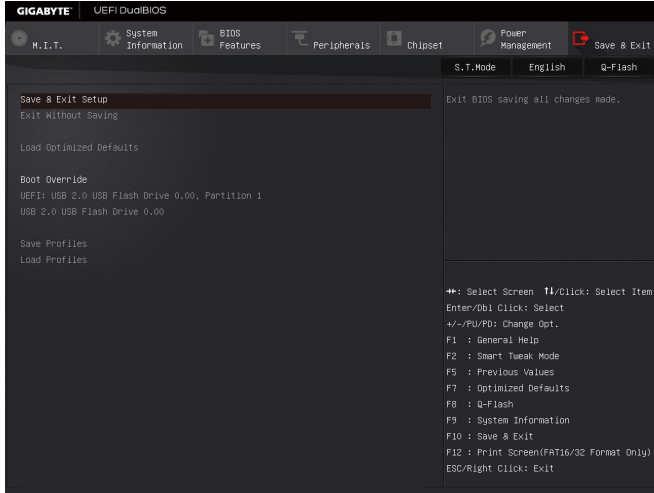 GIGABYTE™ UEFI DualBIOS
M.I.T.
System Information
BIOS Features
Peripherals
Chipset
Power Management
Save & Exit
S.T.Mode English Q-Flash
Save & Exit Setup
Exit Without Saving
Load Optimized Defaults
Boot Override
UEFI: USB 2.0 USB Flash Drive 0.00, Partition 1
USB 2.0 USB Flash Drive 0.00
Save Profiles
Load Profiles
Exit BIOS saving all changes made.
→←: Select Screen ↑↓/Click: Select Item
Enter/Dbl Click: Select
+/-/PU/PD: Change Opt.
F1 : General Help
F2 : Smart Tweak Mode
F5 : Previous Values
F7 : Optimized Defaults
F8 : Q-Flash
F9 : System Information
F10 : Save & Exit
F12 : Print Screen(FAT16/32 Format Only)
ESC/Right Click: Exit